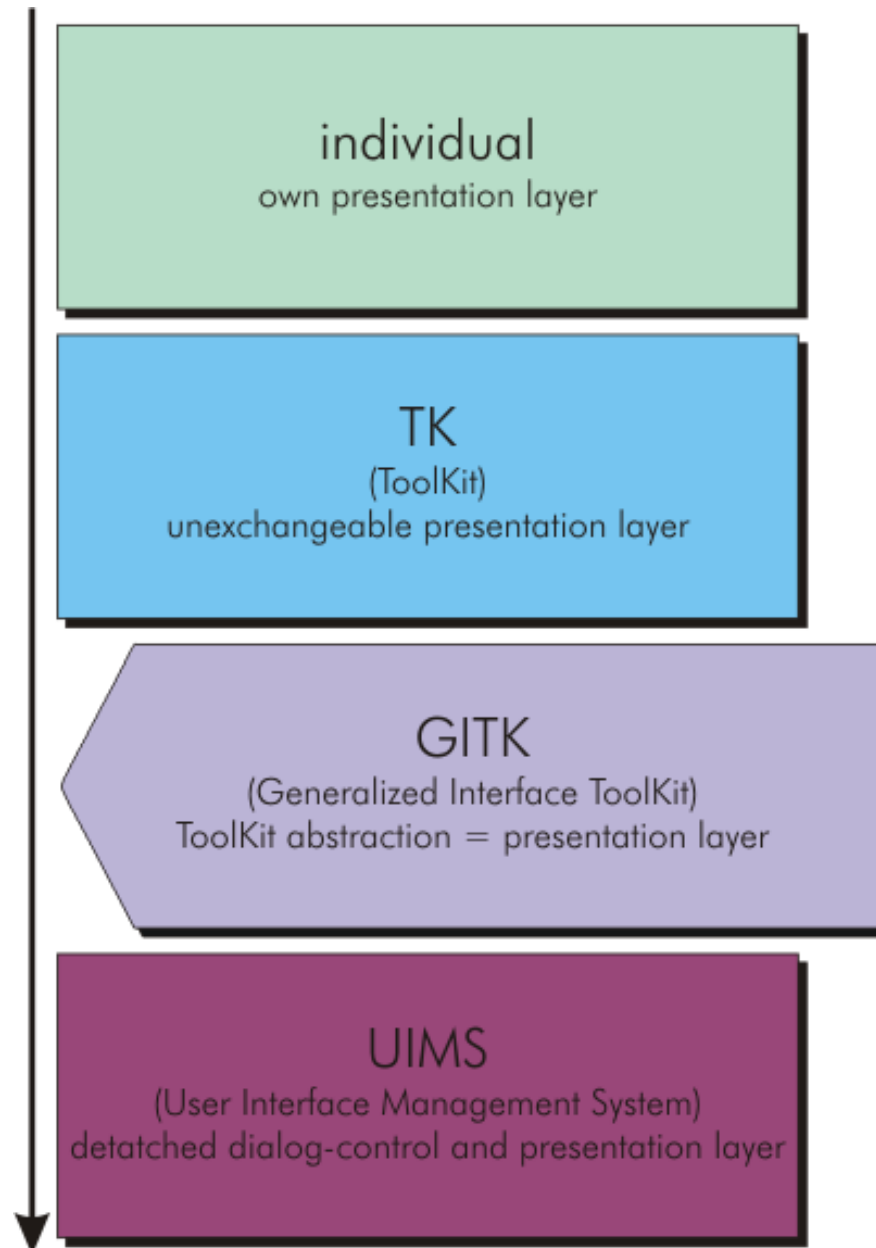 individual
own presentation layer
TK
(ToolKit)
unexchangeable presentation layer
GITK
(Generalized Interface ToolKit)
ToolKit abstraction = presentation layer
UIMS
(User Interface Management System)
detatched dialog-control and presentation layer